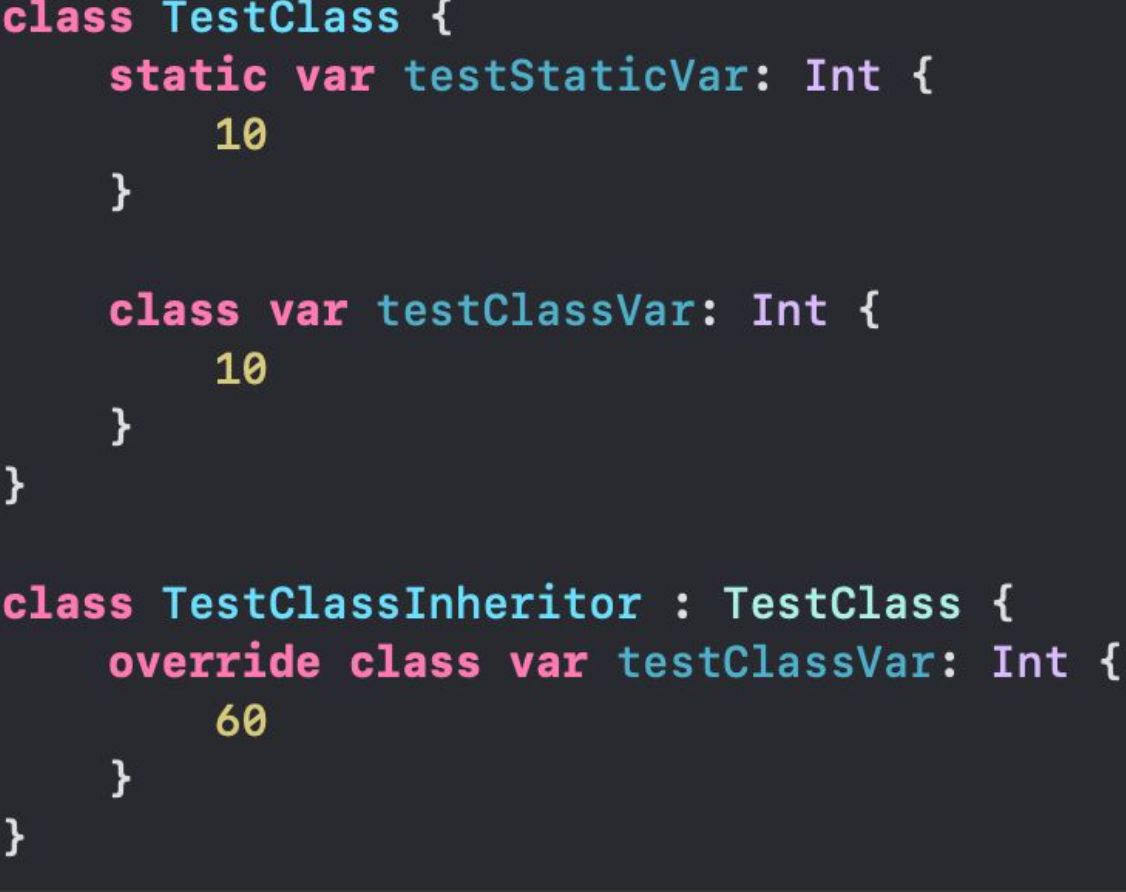 class TestClass {
    static var testStaticVar: Int {
        10
    }

    class var testClassVar: Int {
        10
    }
}

class TestClassInheritor : TestClass {
    override class var testClassVar: Int {
        60
    }
}